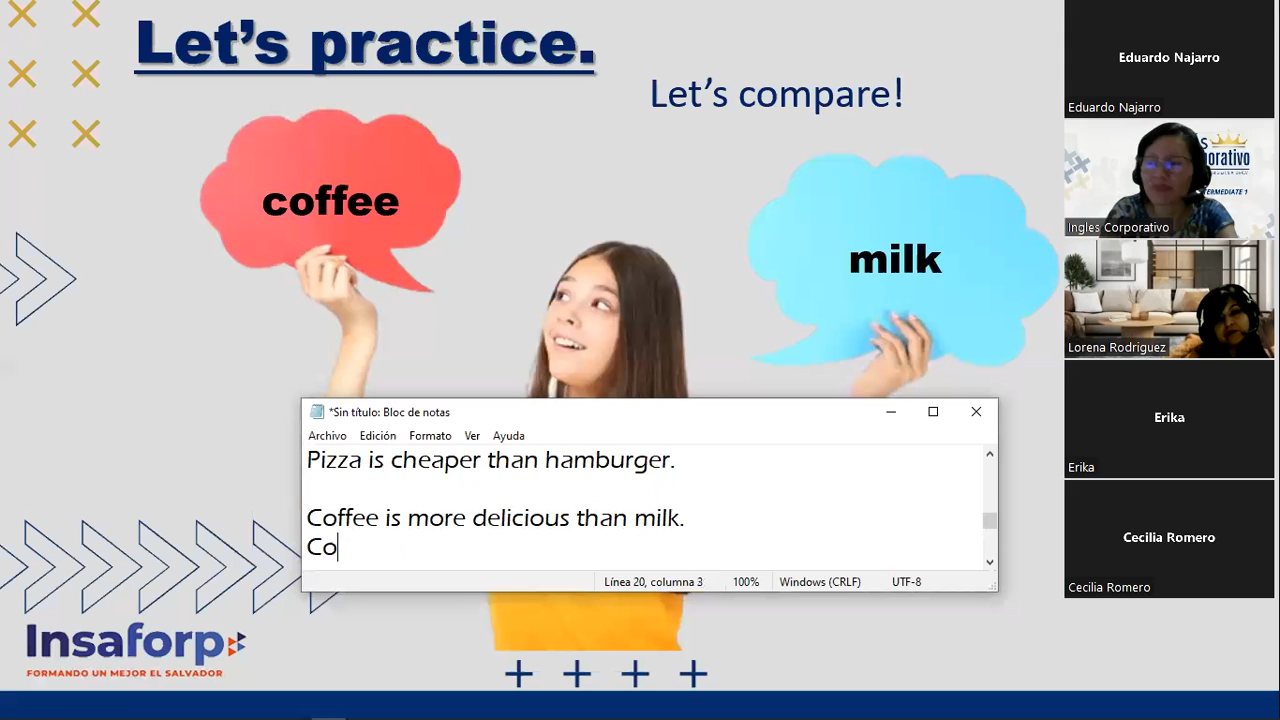 Let's practice.
Let's compare!
coffee
milk
*Sin título: Bloc de notas
Archivo Edición Formato Ver Ayuda
Pizza is cheaper than hamburger.
Coffee is more delicious than milk.
Co
Línea 20, columna 3 100% Windows (CRLF) UTF-8
Insaforp
FORMANDO UN MEJOR EL SALVADOR
Eduardo Najarro
Eduardo Najarro
Ingles Corporativo
Lorena Rodriguez
Erika
Erika
Cecilia Romero
Cecilia Romero